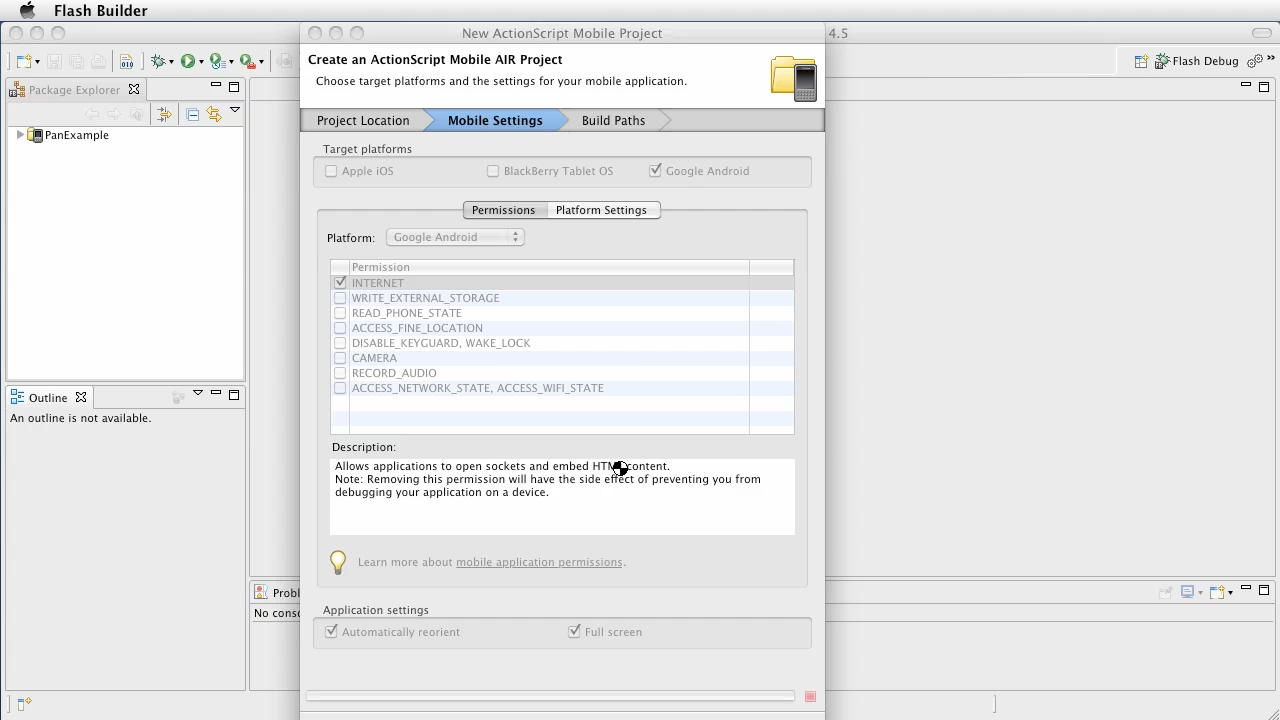 Flash Builder
New ActionScript Mobile Project
4.5
Create an ActionScript Mobile AIR Project
Choose target platforms and the settings for your mobile application.
Flash Debug
Package Explorer
PanExample
Project Location
Mobile Settings
Build Paths
Target platforms
Apple iOS
BlackBerry Tablet OS
Google Android
Permissions
Platform Settings
Platform:
Google Android
Permission
INTERNET
WRITE_EXTERNAL_STORAGE
READ_PHONE_STATE
ACCESS_FINE_LOCATION
DISABLE_KEYGUARD, WAKE_LOCK
CAMERA
RECORD_AUDIO
ACCESS_NETWORK_STATE, ACCESS_WIFI_STATE
Outline
An outline is not available.
Description:
Allows applications to open sockets and embed HTML content.
Note: Removing this permission will have the side effect of preventing you from
debugging your application on a device.
Learn more about mobile application permissions.
Probl
No conso
Application settings
Automatically reorient
Full screen